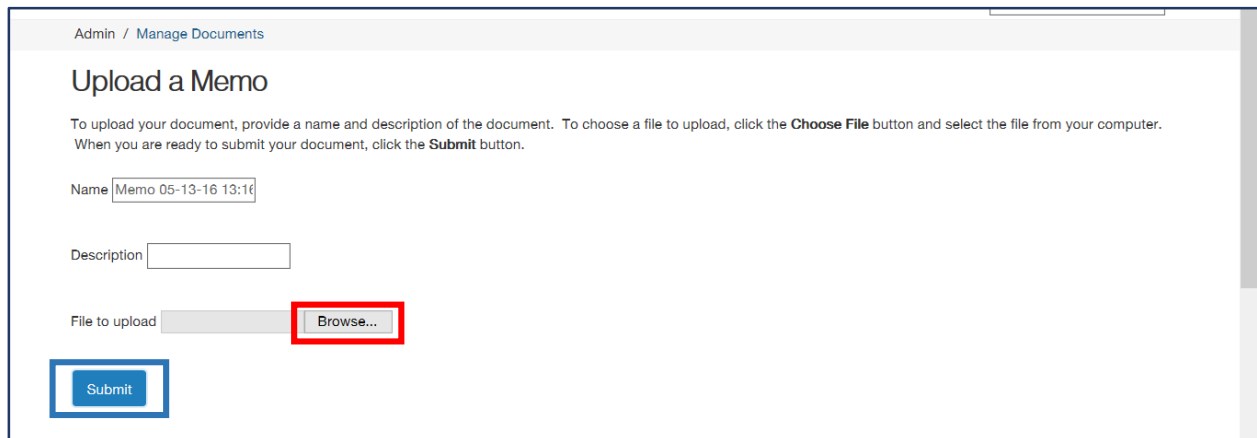 Admin / Manage Documents
Upload a Memo
To upload your document, provide a name and description of the document. To choose a file to upload, click the Choose File button and select the file from your computer.
When you are ready to submit your document, click the Submit button.
Name Memo 05-13-16 13:16
Description
File to upload Browse...
Submit